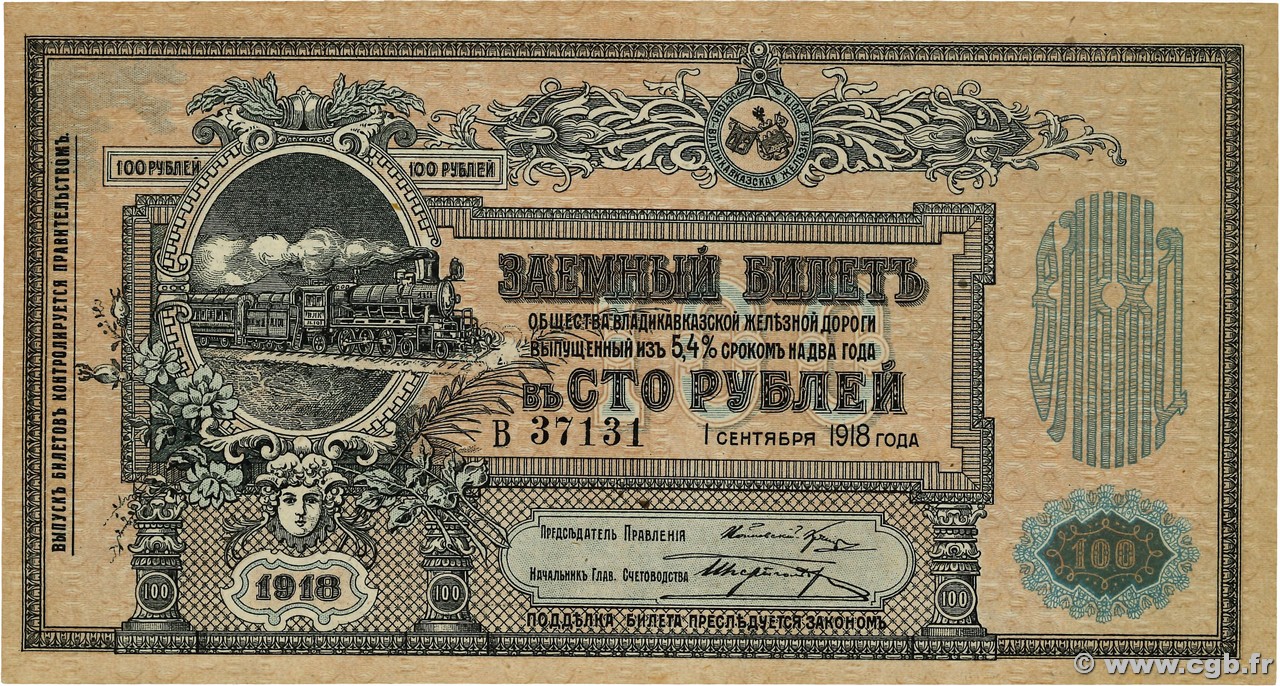 ВЫПУСКЪ БИЛЕТОВЪ КОНТРОЛИРУЕТСЯ ПРАВИТЕЛЬСТВОМЪ.
100 РУБЛЕЙ 100 РУБЛЕЙ
ВЛАДИКАВКАЗСКАЯ ЖЕЛѢЗНАЯ
ЗАЕМНЫЙ БИЛЕТЪ
ОБЩЕСТВА ВЛАДИКАВКАЗСКОЙ ЖЕЛѢЗНОЙ ДОРОГИ
ВЫПУЩЕННЫЙ ИЗЪ 5,4% СРОКОМЪ НА ДВА ГОДА
ВЪ СТО РУБЛЕЙ
В 37131 1 СЕНТЯБРЯ 1918 ГОДА
ПРЕДСѢДАТЕЛЬ ПРАВЛЕНІЯ
НАЧАЛЬНИКЪ ГЛАВ. СЧЕТОВОДСТВА
ПОДДѢЛКА БИЛЕТА ПРЕСЛѢДУЕТСЯ ЗАКОНОМЪ
1918
100
100
100
100
© www.cgb.fr